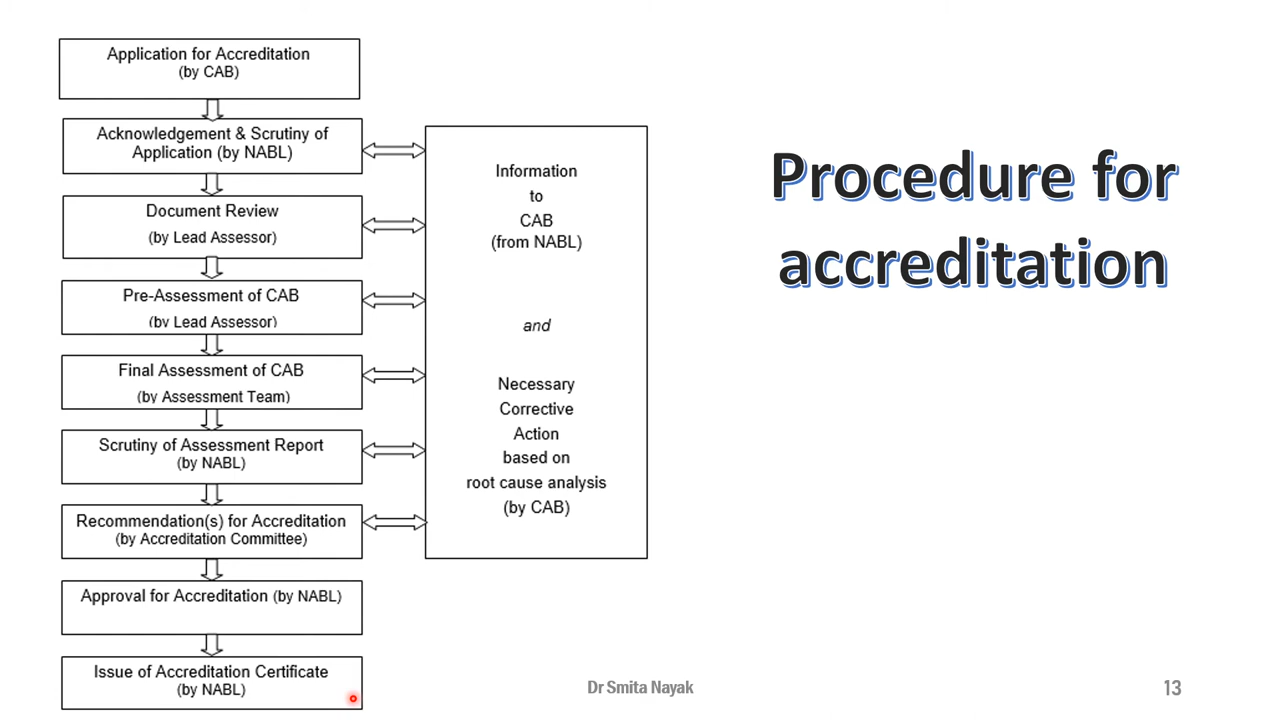 Application for Accreditation
(by CAB)
Acknowledgement & Scrutiny of
Application (by NABL)
Document Review
(by Lead Assessor)
Pre-Assessment of CAB
(by Lead Assessor)
Final Assessment of CAB
(by Assessment Team)
Scrutiny of Assessment Report
(by NABL)
Recommendation(s) for Accreditation
(by Accreditation Committee)
Approval for Accreditation (by NABL)
Issue of Accreditation Certificate
(by NABL)
Information
to
CAB
(from NABL)
and
Necessary
Corrective
Action
based on
root cause analysis
(by CAB)
Procedure for
accreditation
Dr Smita Nayak
13